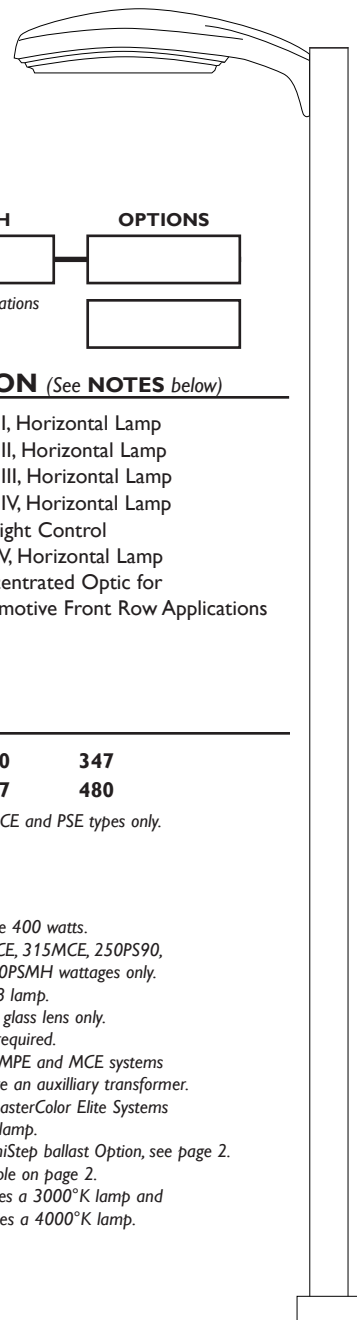 H OPTIONS
ations
ON (See NOTES below)
I, Horizontal Lamp
II, Horizontal Lamp
III, Horizontal Lamp
IV, Horizontal Lamp
ight Control
V, Horizontal Lamp
entrated Optic for
motive Front Row Applications
0 347
7 480
CE and PSE types only.
e 400 watts.
CE, 315MCE, 250PS90,
0PSMH wattages only.
3 lamp.
glass lens only.
required.
MPE and MCE systems
e an auxilliary transformer.
asterColor Elite Systems
lamp.
niStep ballast Option, see page 2.
ble on page 2.
es a 3000°K lamp and
es a 4000°K lamp.